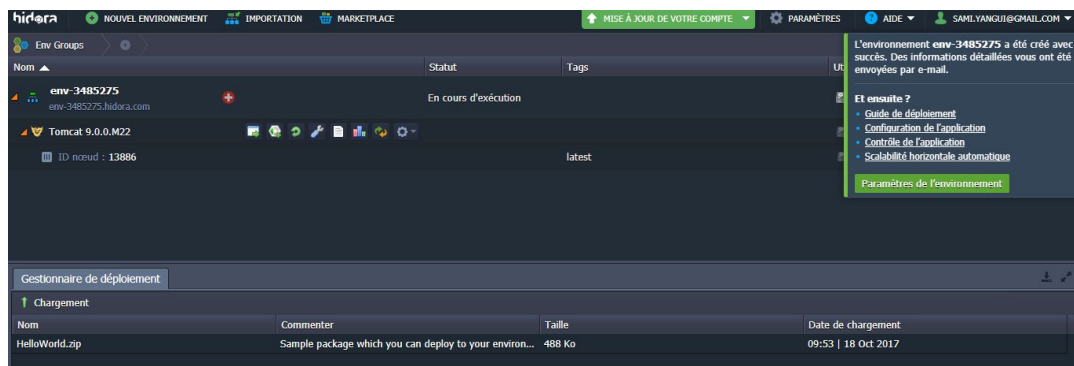 hidora NOUVEL ENVIRONNEMENT IMPORTATION MARKETPLACE MISE À JOUR DE VOTRE COMPTE PARAMÈTRES AIDE SAMI.YANGUI@GMAIL.COM
Env Groups
Nom Statut Tags Ut
env-3485275 En cours d'exécution
env-3485275.hidora.com
Tomcat 9.0.0.M22
ID nœud : 13886 latest
L'environnement env-3485275 a été créé avec
succès. Des informations détaillées vous ont été
envoyées par e-mail.
Et ensuite ?
Guide de déploiement
Configuration de l'application
Contrôle de l'application
Scalabilité horizontale automatique
Paramètres de l'environnement
Gestionnaire de déploiement
Chargement
Nom Commenter Taille Date de chargement
HelloWorld.zip Sample package which you can deploy to your environ... 488 Ko 09:53 | 18 Oct 2017